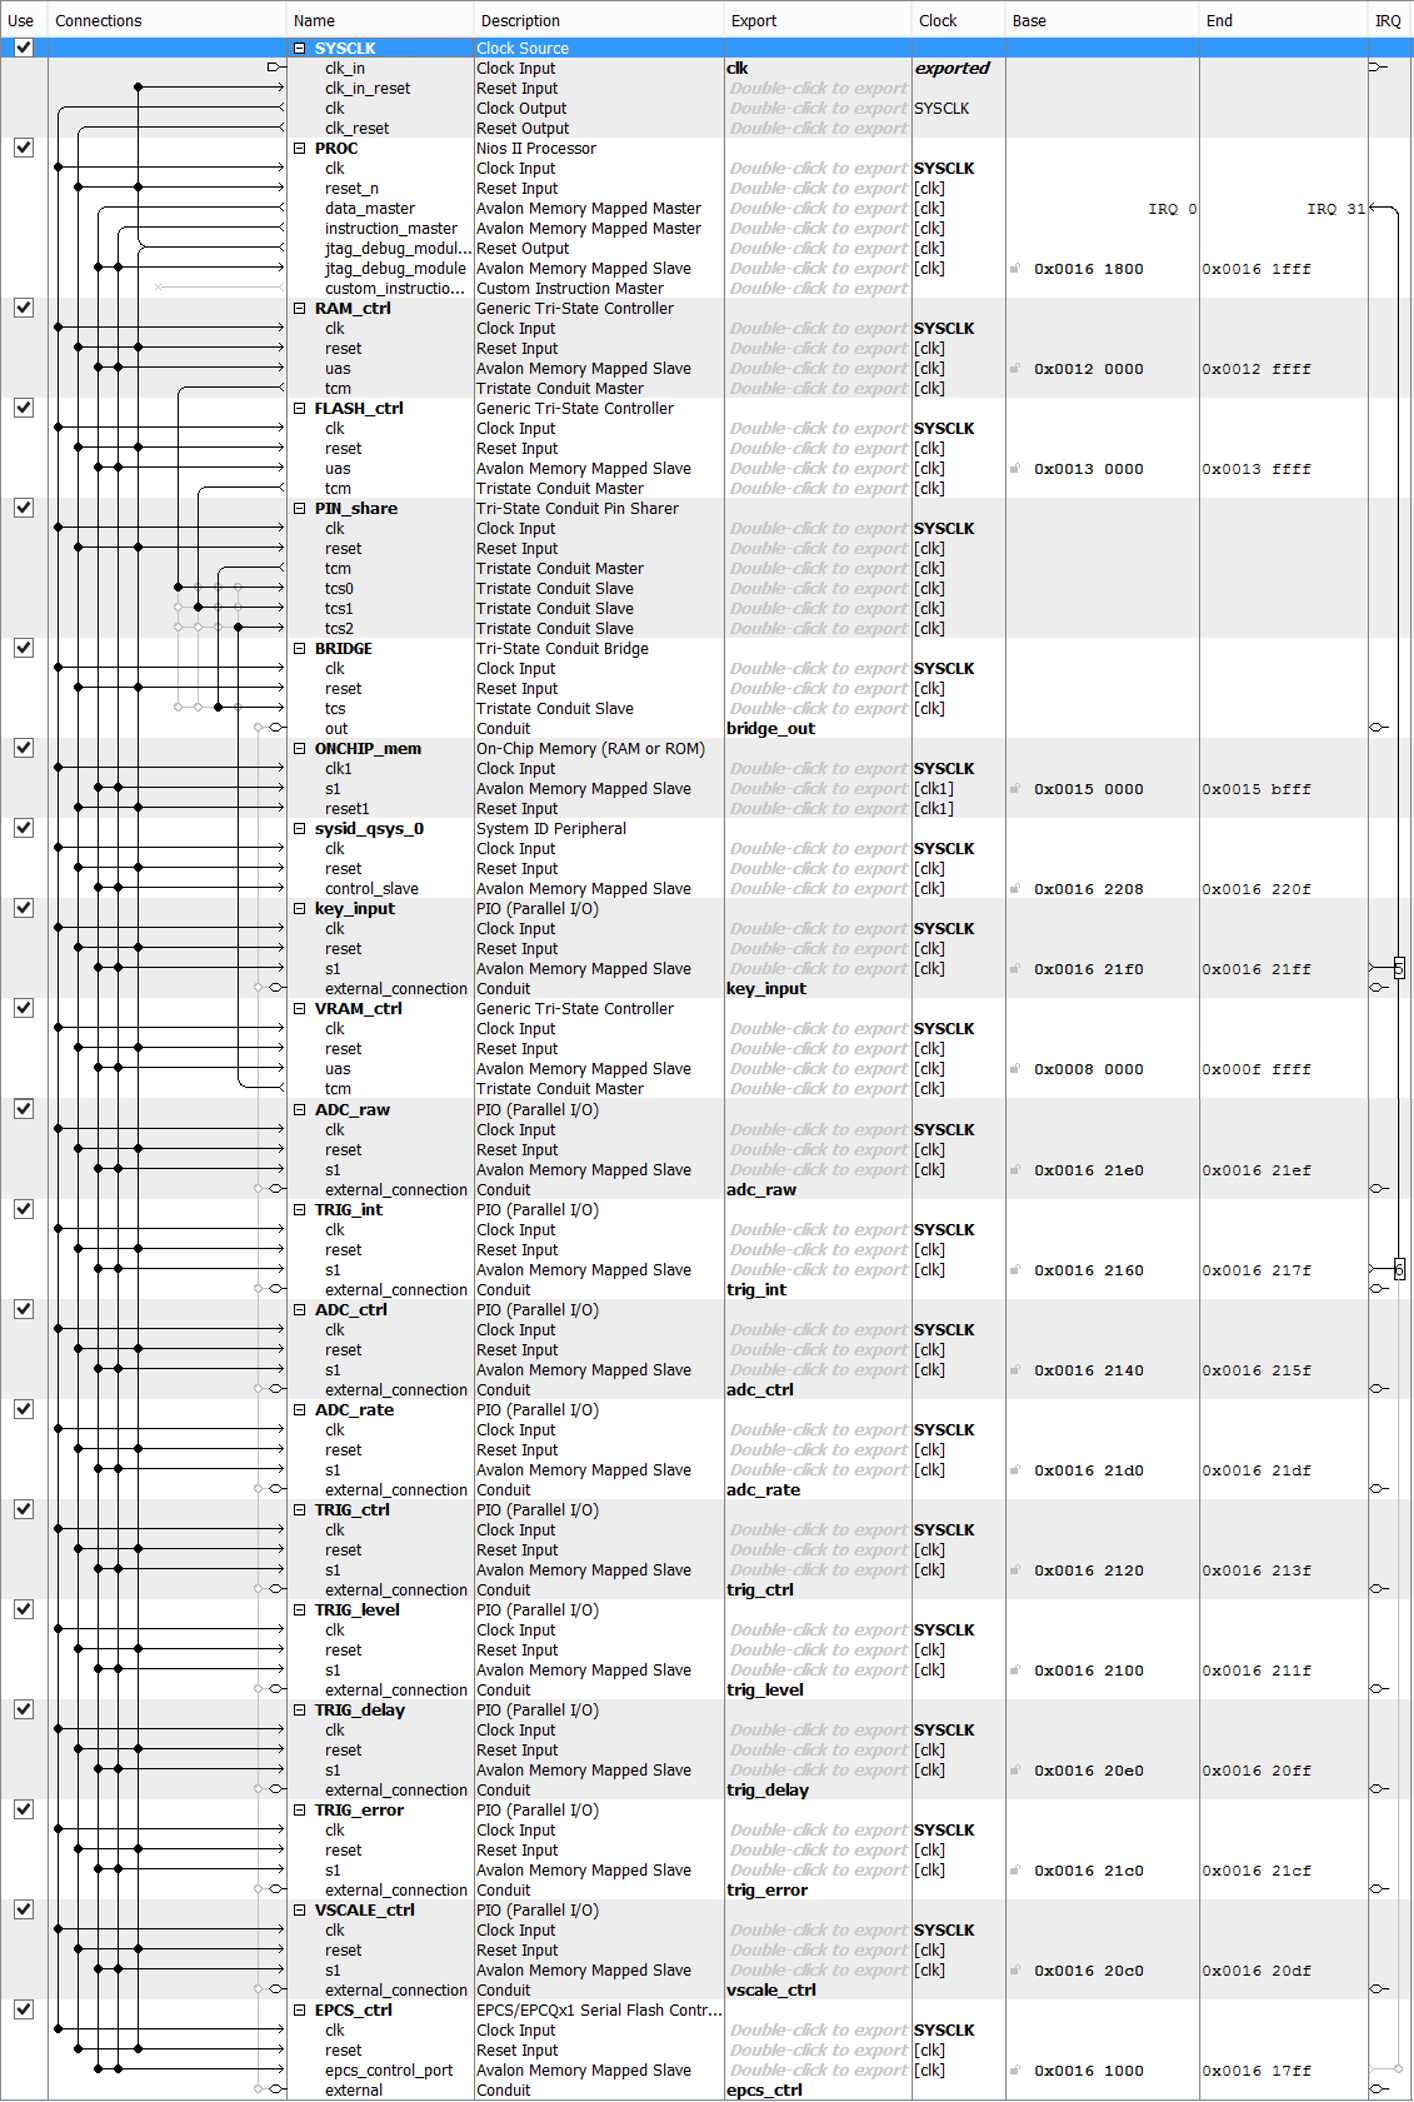 Use Connections Name Description Export Clock Base End IRQ
SYSCLK Clock Source
clk_in Clock Input clk exported
clk_in_reset Reset Input Double-click to export
clk Clock Output Double-click to export SYSCLK
clk_reset Reset Output Double-click to export
PROC Nios II Processor
clk Clock Input Double-click to export SYSCLK
reset_n Reset Input Double-click to export [clk]
data_master Avalon Memory Mapped Master Double-click to export [clk] IRQ 0 IRQ 31
instruction_master Avalon Memory Mapped Master Double-click to export [clk]
jtag_debug_modul... Reset Output Double-click to export [clk]
jtag_debug_module Avalon Memory Mapped Slave Double-click to export [clk] 0x0016 1800 0x0016 1fff
custom_instructio... Custom Instruction Master Double-click to export
RAM_ctrl Generic Tri-State Controller
clk Clock Input Double-click to export SYSCLK
reset Reset Input Double-click to export [clk]
uas Avalon Memory Mapped Slave Double-click to export [clk] 0x0012 0000 0x0012 ffff
tcm Tristate Conduit Master Double-click to export [clk]
FLASH_ctrl Generic Tri-State Controller
clk Clock Input Double-click to export SYSCLK
reset Reset Input Double-click to export [clk]
uas Avalon Memory Mapped Slave Double-click to export [clk] 0x0013 0000 0x0013 ffff
tcm Tristate Conduit Master Double-click to export [clk]
PIN_share Tri-State Conduit Pin Sharer
clk Clock Input Double-click to export SYSCLK
reset Reset Input Double-click to export [clk]
tcm Tristate Conduit Master Double-click to export [clk]
tcs0 Tristate Conduit Slave Double-click to export [clk]
tcs1 Tristate Conduit Slave Double-click to export [clk]
tcs2 Tristate Conduit Slave Double-click to export [clk]
BRIDGE Tri-State Conduit Bridge
clk Clock Input Double-click to export SYSCLK
reset Reset Input Double-click to export [clk]
tcs Tristate Conduit Slave Double-click to export [clk]
out Conduit bridge_out
ONCHIP_mem On-Chip Memory (RAM or ROM)
clk1 Clock Input Double-click to export SYSCLK
s1 Avalon Memory Mapped Slave Double-click to export [clk1] 0x0015 0000 0x0015 bfff
reset1 Reset Input Double-click to export [clk1]
sysid_qsys_0 System ID Peripheral
clk Clock Input Double-click to export SYSCLK
reset Reset Input Double-click to export [clk]
control_slave Avalon Memory Mapped Slave Double-click to export [clk] 0x0016 2208 0x0016 220f
key_input PIO (Parallel I/O)
clk Clock Input Double-click to export SYSCLK
reset Reset Input Double-click to export [clk]
s1 Avalon Memory Mapped Slave Double-click to export [clk] 0x0016 21f0 0x0016 21ff 5
external_connection Conduit key_input
VRAM_ctrl Generic Tri-State Controller
clk Clock Input Double-click to export SYSCLK
reset Reset Input Double-click to export [clk]
uas Avalon Memory Mapped Slave Double-click to export [clk] 0x0008 0000 0x000f ffff
tcm Tristate Conduit Master Double-click to export [clk]
ADC_raw PIO (Parallel I/O)
clk Clock Input Double-click to export SYSCLK
reset Reset Input Double-click to export [clk]
s1 Avalon Memory Mapped Slave Double-click to export [clk] 0x0016 21e0 0x0016 21ef
external_connection Conduit adc_raw
TRIG_int PIO (Parallel I/O)
clk Clock Input Double-click to export SYSCLK
reset Reset Input Double-click to export [clk]
s1 Avalon Memory Mapped Slave Double-click to export [clk] 0x0016 2160 0x0016 217f 6
external_connection Conduit trig_int
ADC_ctrl PIO (Parallel I/O)
clk Clock Input Double-click to export SYSCLK
reset Reset Input Double-click to export [clk]
s1 Avalon Memory Mapped Slave Double-click to export [clk] 0x0016 2140 0x0016 215f
external_connection Conduit adc_ctrl
ADC_rate PIO (Parallel I/O)
clk Clock Input Double-click to export SYSCLK
reset Reset Input Double-click to export [clk]
s1 Avalon Memory Mapped Slave Double-click to export [clk] 0x0016 21d0 0x0016 21df
external_connection Conduit adc_rate
TRIG_ctrl PIO (Parallel I/O)
clk Clock Input Double-click to export SYSCLK
reset Reset Input Double-click to export [clk]
s1 Avalon Memory Mapped Slave Double-click to export [clk] 0x0016 2120 0x0016 213f
external_connection Conduit trig_ctrl
TRIG_level PIO (Parallel I/O)
clk Clock Input Double-click to export SYSCLK
reset Reset Input Double-click to export [clk]
s1 Avalon Memory Mapped Slave Double-click to export [clk] 0x0016 2100 0x0016 211f
external_connection Conduit trig_level
TRIG_delay PIO (Parallel I/O)
clk Clock Input Double-click to export SYSCLK
reset Reset Input Double-click to export [clk]
s1 Avalon Memory Mapped Slave Double-click to export [clk] 0x0016 20e0 0x0016 20ff
external_connection Conduit trig_delay
TRIG_error PIO (Parallel I/O)
clk Clock Input Double-click to export SYSCLK
reset Reset Input Double-click to export [clk]
s1 Avalon Memory Mapped Slave Double-click to export [clk] 0x0016 21c0 0x0016 21cf
external_connection Conduit trig_error
VSCALE_ctrl PIO (Parallel I/O)
clk Clock Input Double-click to export SYSCLK
reset Reset Input Double-click to export [clk]
s1 Avalon Memory Mapped Slave Double-click to export [clk] 0x0016 20c0 0x0016 20df
external_connection Conduit vscale_ctrl
EPCS_ctrl EPCS/EPCQx1 Serial Flash Contr...
clk Clock Input Double-click to export SYSCLK
reset Reset Input Double-click to export [clk]
epcs_control_port Avalon Memory Mapped Slave Double-click to export [clk] 0x0016 1000 0x0016 17ff
external Conduit epcs_ctrl